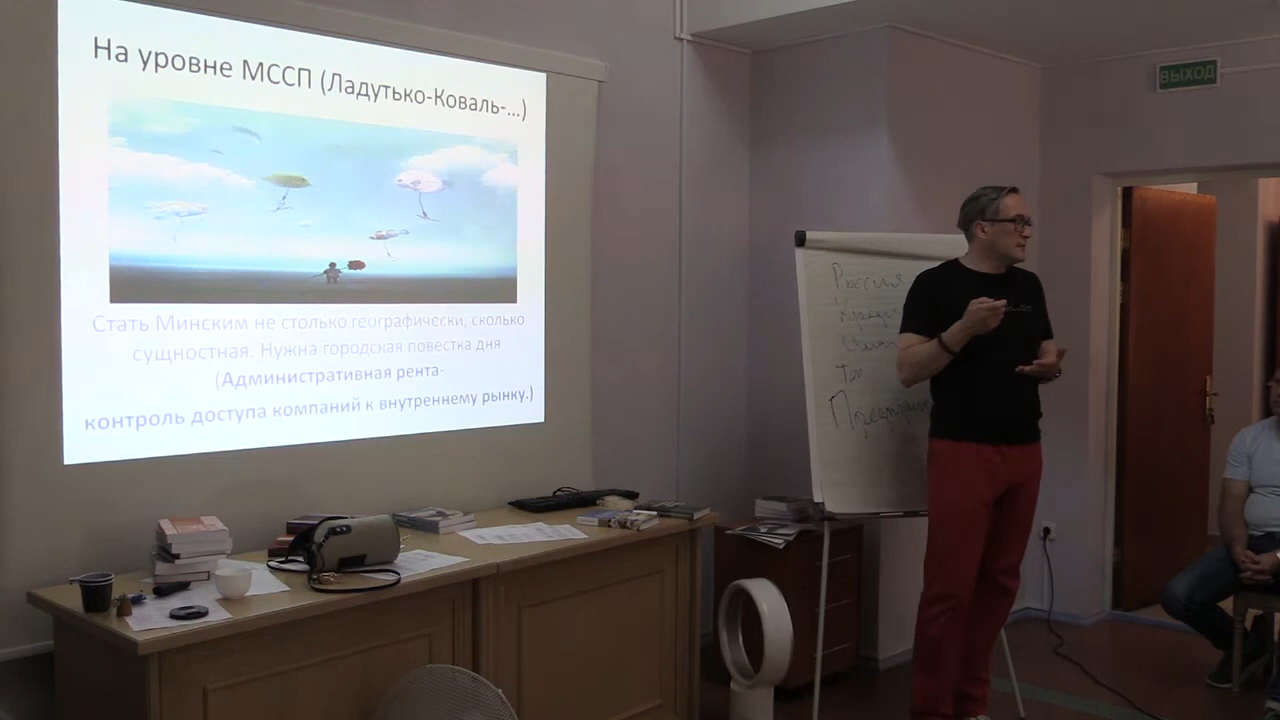 На уровне МССП (Ладутько-Коваль-...)
Стать Минским не столько географически, сколько
сущностная. Нужна городская повестка дня
(Административная рента-
контроль доступа компаний к внутреннему рынку.)
ВЫХОД
Россия